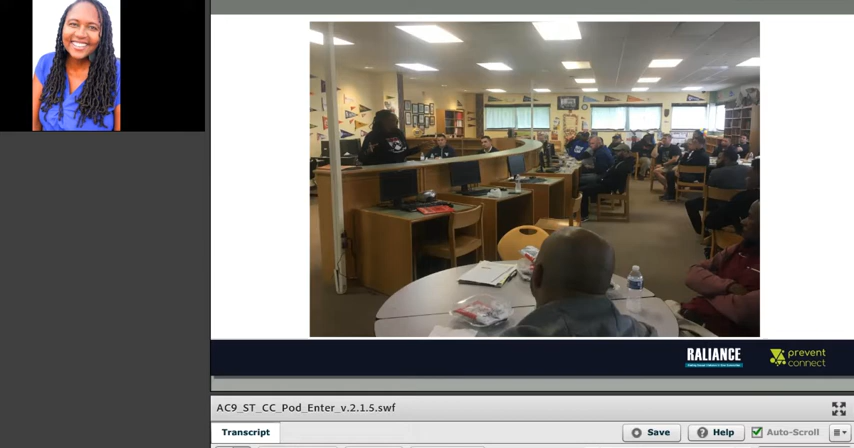 RALIANCE
prevent
connect
AC9_ST_CC_Pod_Enter_v.2.1.5.swf
Transcript
Save
Help
Auto-Scroll